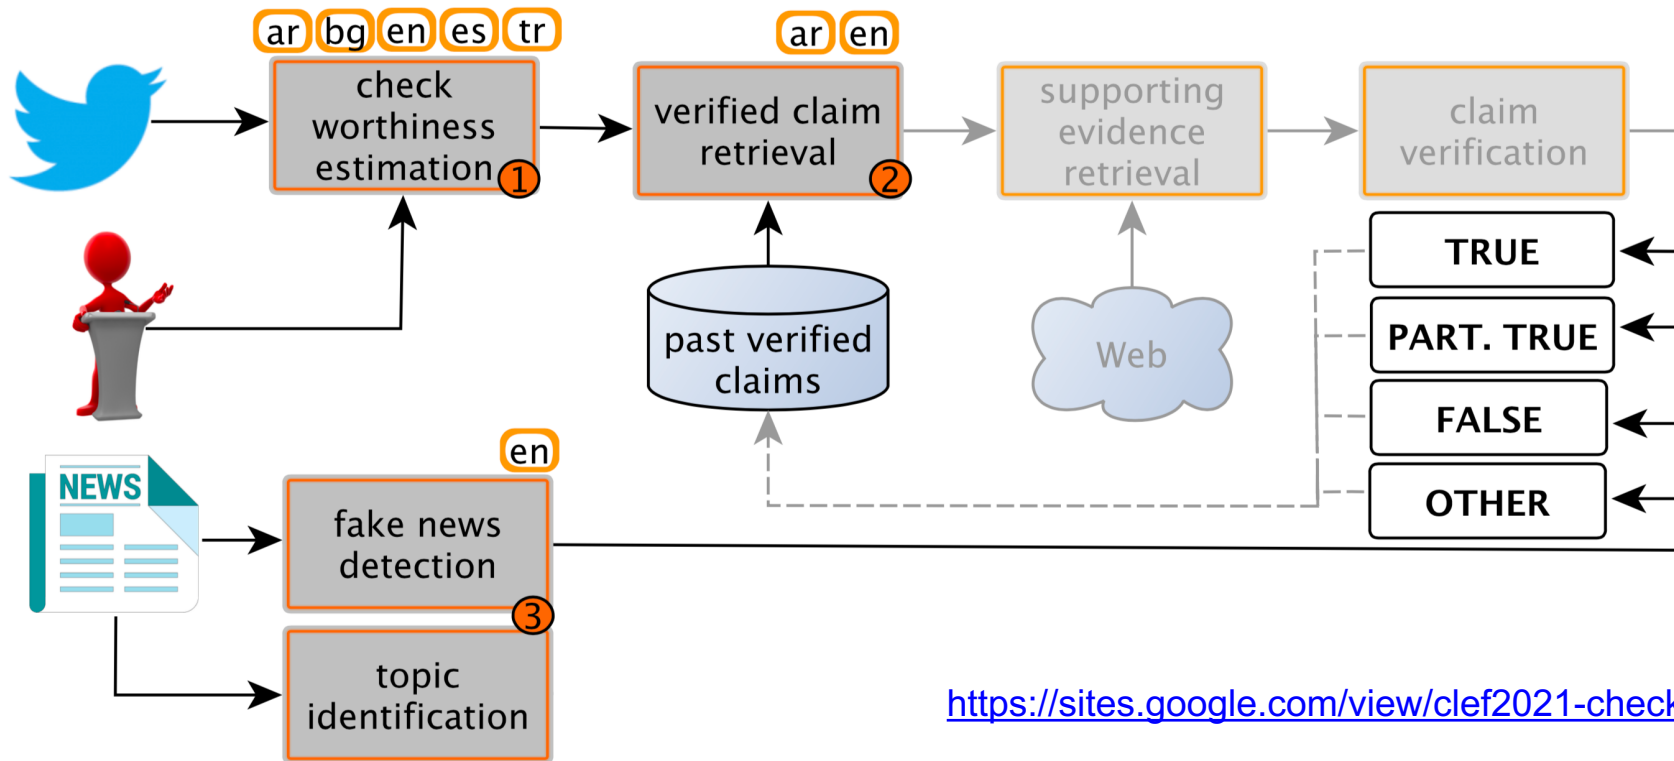 ar bg en es tr
check
worthiness
estimation
1
ar en
verified claim
retrieval
2
supporting
evidence
retrieval
claim
verification
past verified
claims
Web
TRUE
PART. TRUE
FALSE
OTHER
NEWS
en
fake news
detection
3
topic
identification
https://sites.google.com/view/clef2021-check